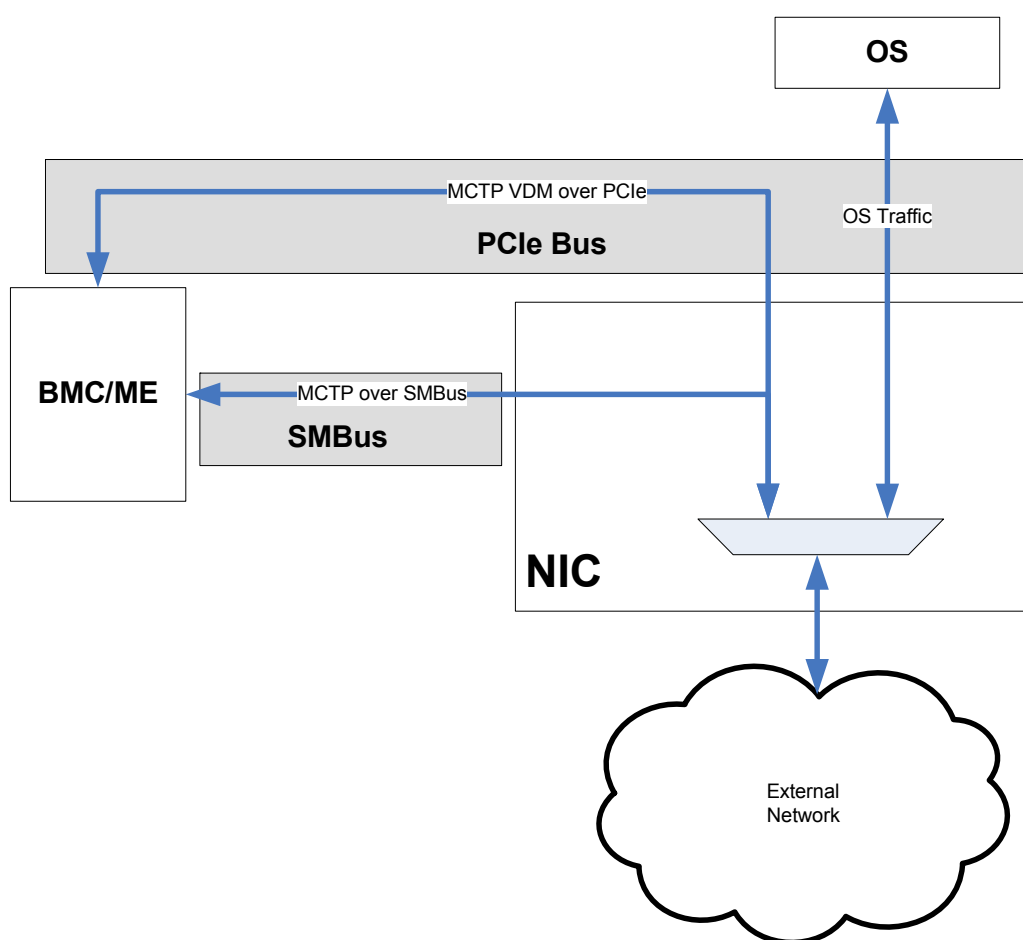 OS
MCTP VDM over PCIe
OS Traffic
PCIe Bus
BMC/ME
MCTP over SMBus
SMBus
NIC
External
Network